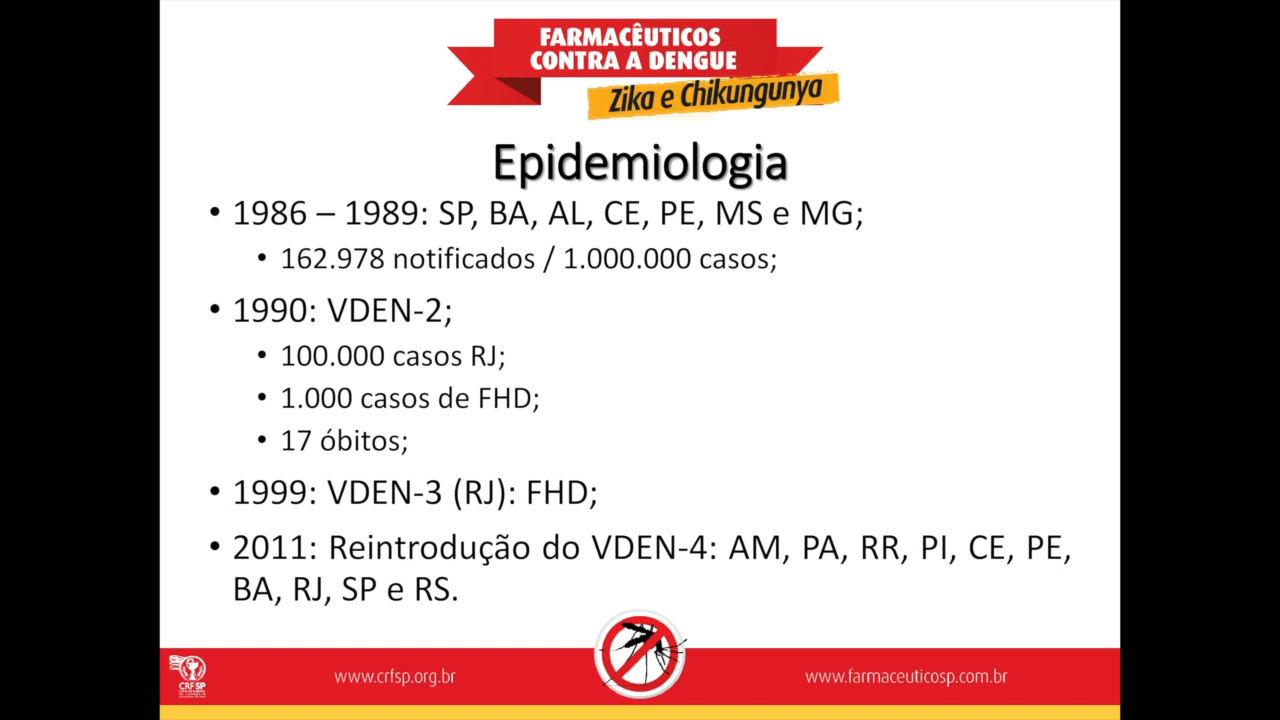 FARMACÊUTICOS
CONTRA A DENGUE
Zika e Chikungunya
Epidemiologia
• 1986 – 1989: SP, BA, AL, CE, PE, MS e MG;
• 162.978 notificados / 1.000.000 casos;
• 1990: VDEN-2;
• 100.000 casos RJ;
• 1.000 casos de FHD;
• 17 óbitos;
• 1999: VDEN-3 (RJ): FHD;
• 2011: Reintrodução do VDEN-4: AM, PA, RR, PI, CE, PE,
BA, RJ, SP e RS.
CRF SP
www.crfsp.org.br
www.farmaceuticosp.com.br